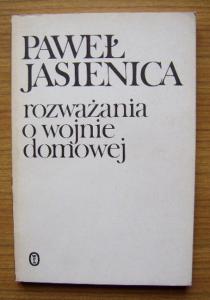 PAWEŁ
JASIENICA
rozważania
o wojnie
domowej